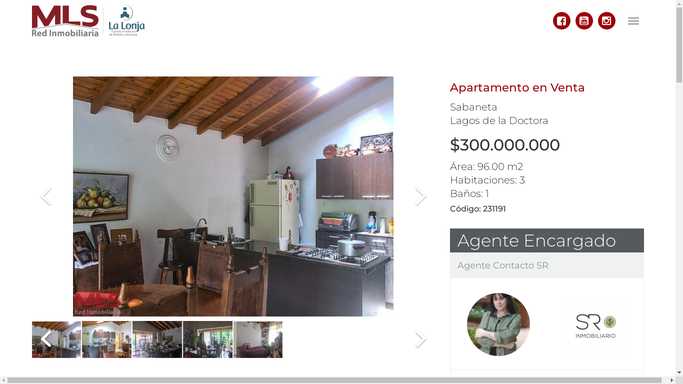 MLS
Red Inmobiliaria
La Lonja
Apartamento en Venta
Sabaneta
Lagos de la Doctora
$300.000.000
Área: 96.00 m2
Habitaciones: 3
Baños: 1
Código: 231191
Agente Encargado
Agente Contacto SR
SR
INMOBILIARIO
Red Inmobiliaria